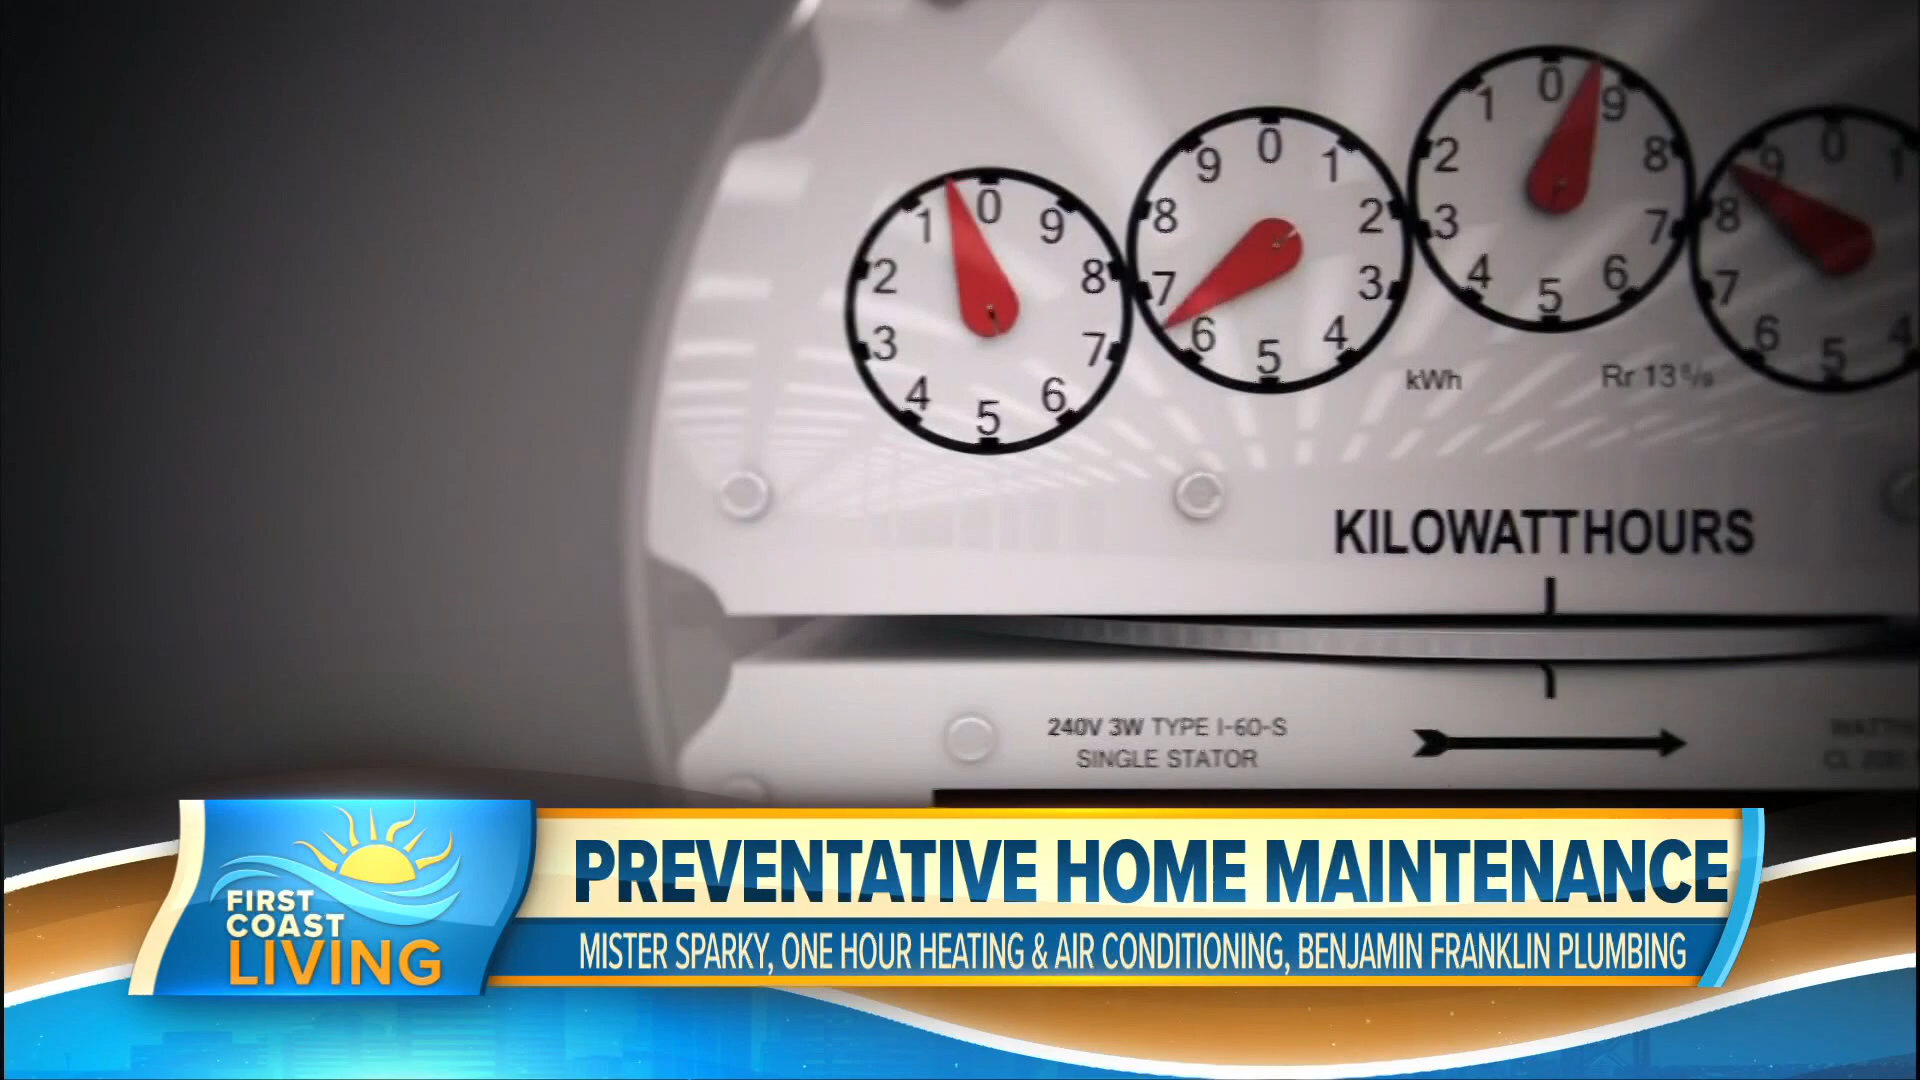 0
1 9
2 8
3 7
4 6
5
0
9 1
8 2
7 3
6 4
5
0
1 9
2 8
3 7
4 6
5
0
9 1
8
7
6 4
5
kWh
KILOWATTHOURS
240V 3W TYPE I-60-S
SINGLE STATOR
FIRST
COAST
LIVING
PREVENTATIVE HOME MAINTENANCE
MISTER SPARKY, ONE HOUR HEATING & AIR CONDITIONING, BENJAMIN FRANKLIN PLUMBING